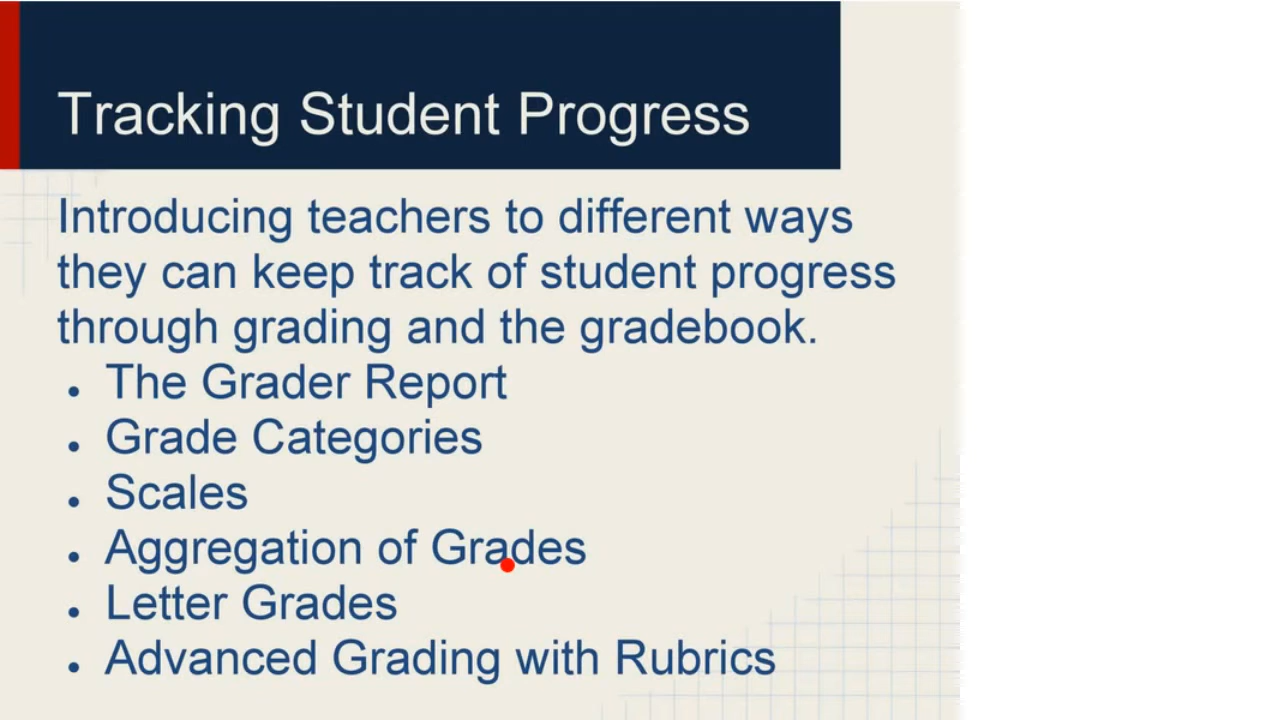 Tracking Student Progress
Introducing teachers to different ways
they can keep track of student progress
through grading and the gradebook.
• The Grader Report
• Grade Categories
• Scales
• Aggregation of Grades
• Letter Grades
• Advanced Grading with Rubrics